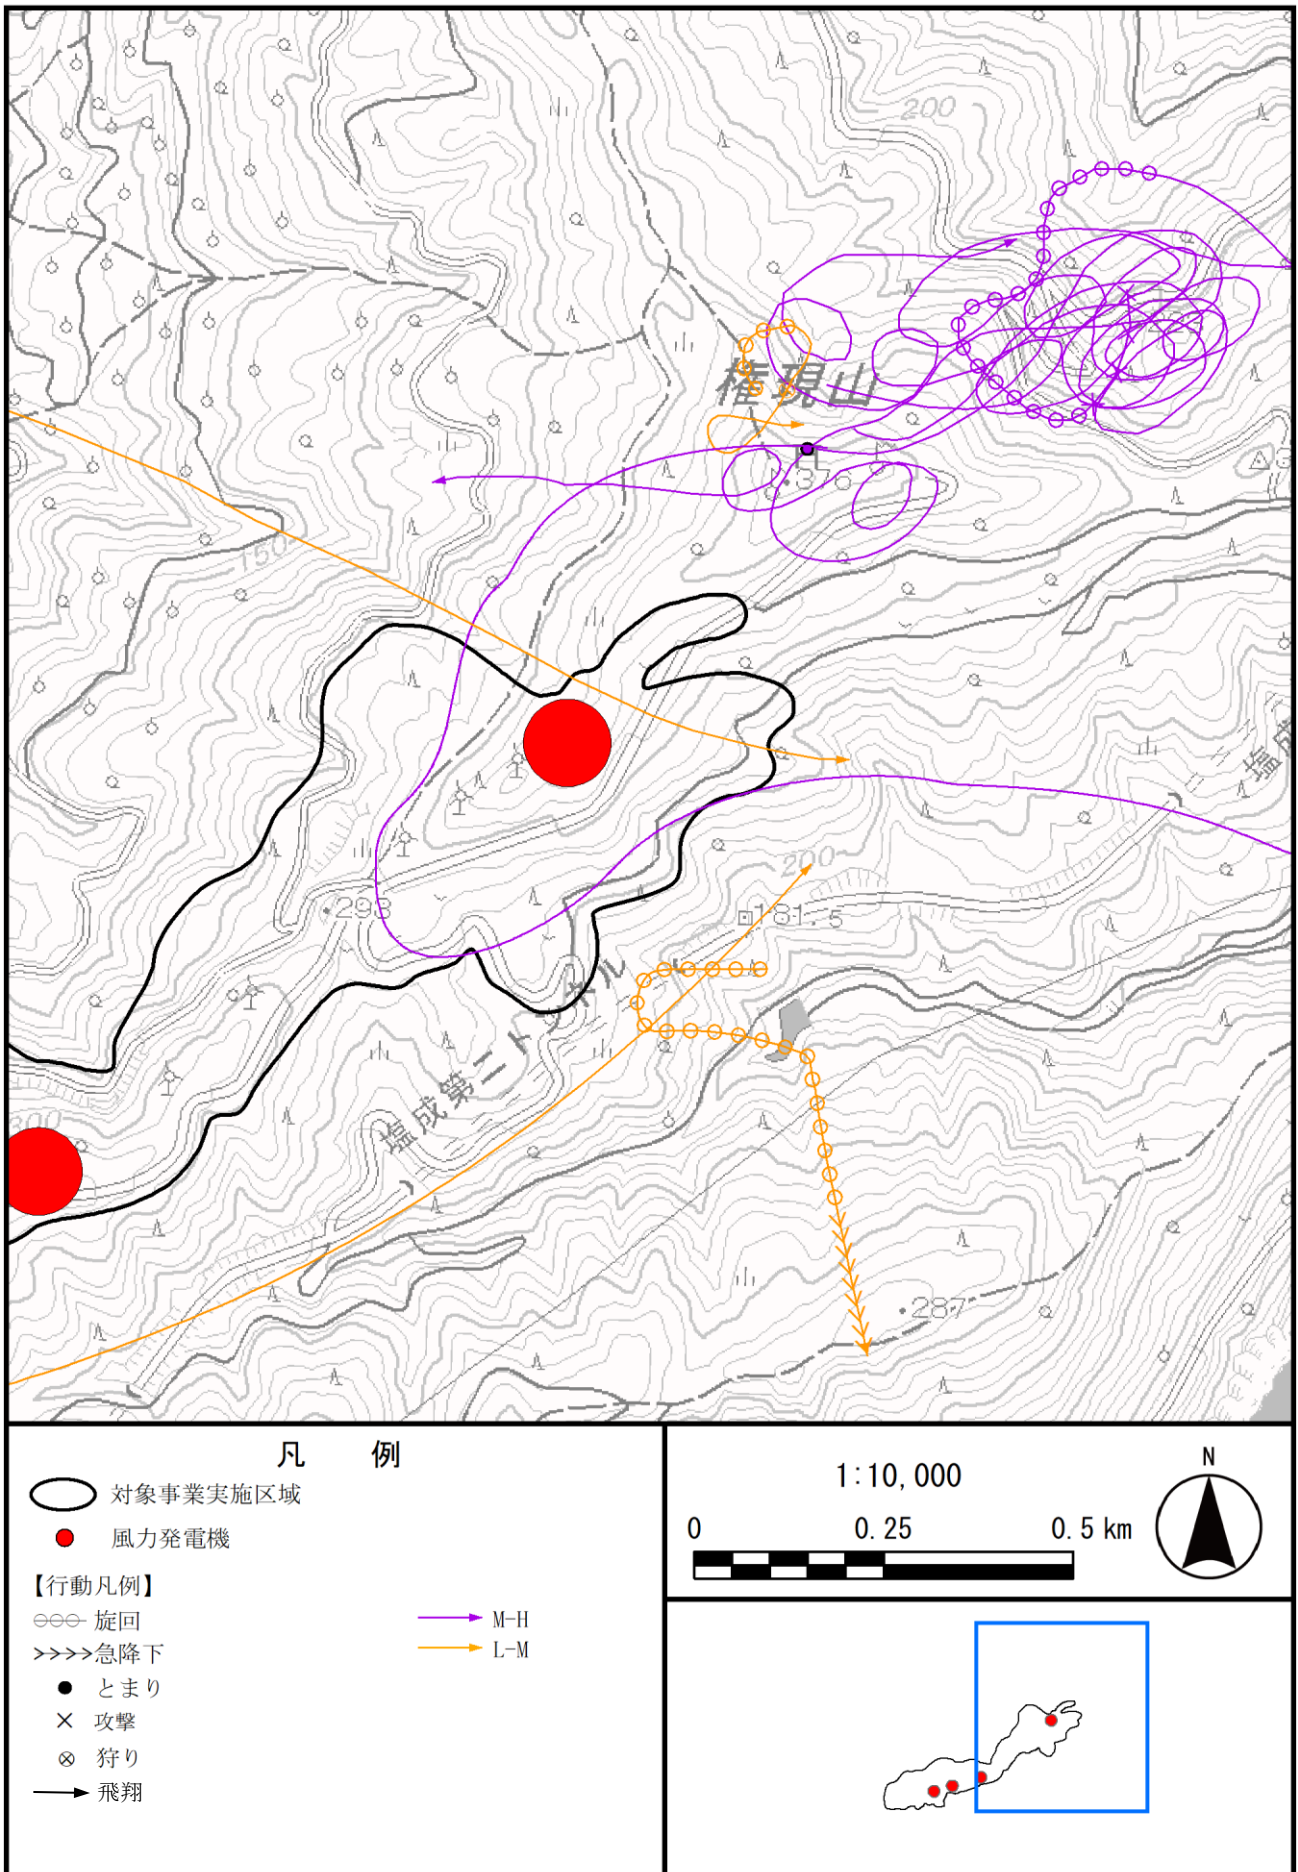 200
権現山
・376
150
・293
200
181.5
塩成
塩成第二トンネル
300
・287
凡 例
対象事業実施区域
風力発電機
【行動凡例】
旋回
急降下
とまり
攻撃
狩り
飛翔
M-H
L-M
1:10,000
0 0.25 0.5 km
N